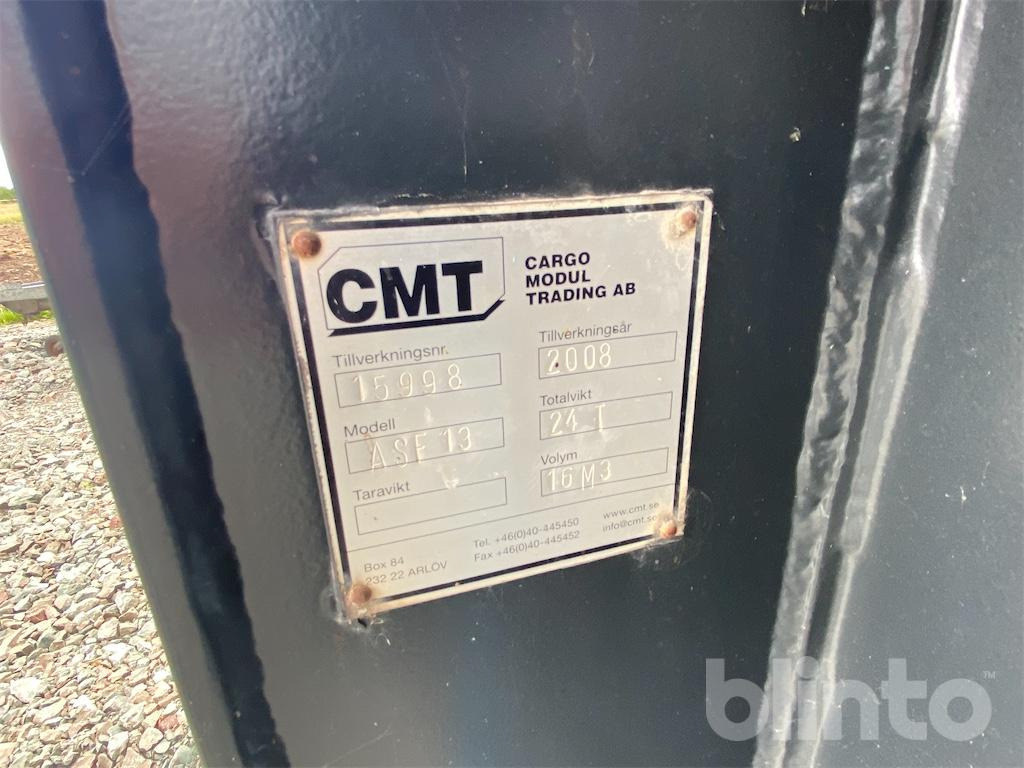 CMT
CARGO
MODUL
TRADING AB
Tillverkningsnr.
15998
Tillverkningsår
2008
Modell
ASF 13
Totalvikt
24 T
Taravikt
Volym
16 M3
Box 84
232 22 ARLÖV
Tel. +46(0)40-445450
Fax +46(0)40-445452
www.cmt.se
info@cmt.se
blinto™